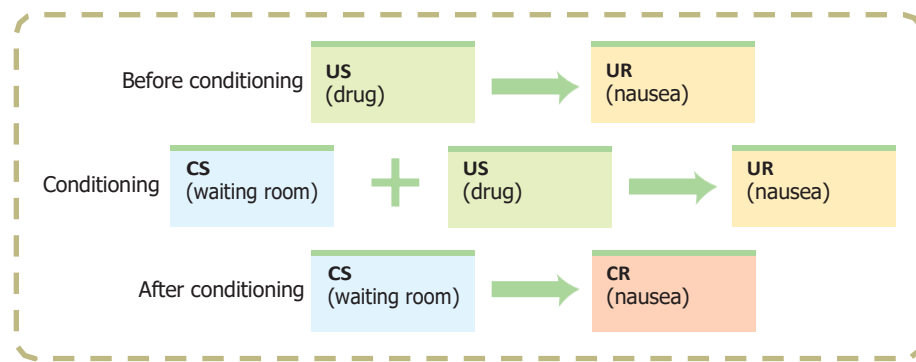 Before conditioning
US
(drug)
UR
(nausea)
Conditioning
CS
(waiting room)
US
(drug)
UR
(nausea)
After conditioning
CS
(waiting room)
CR
(nausea)